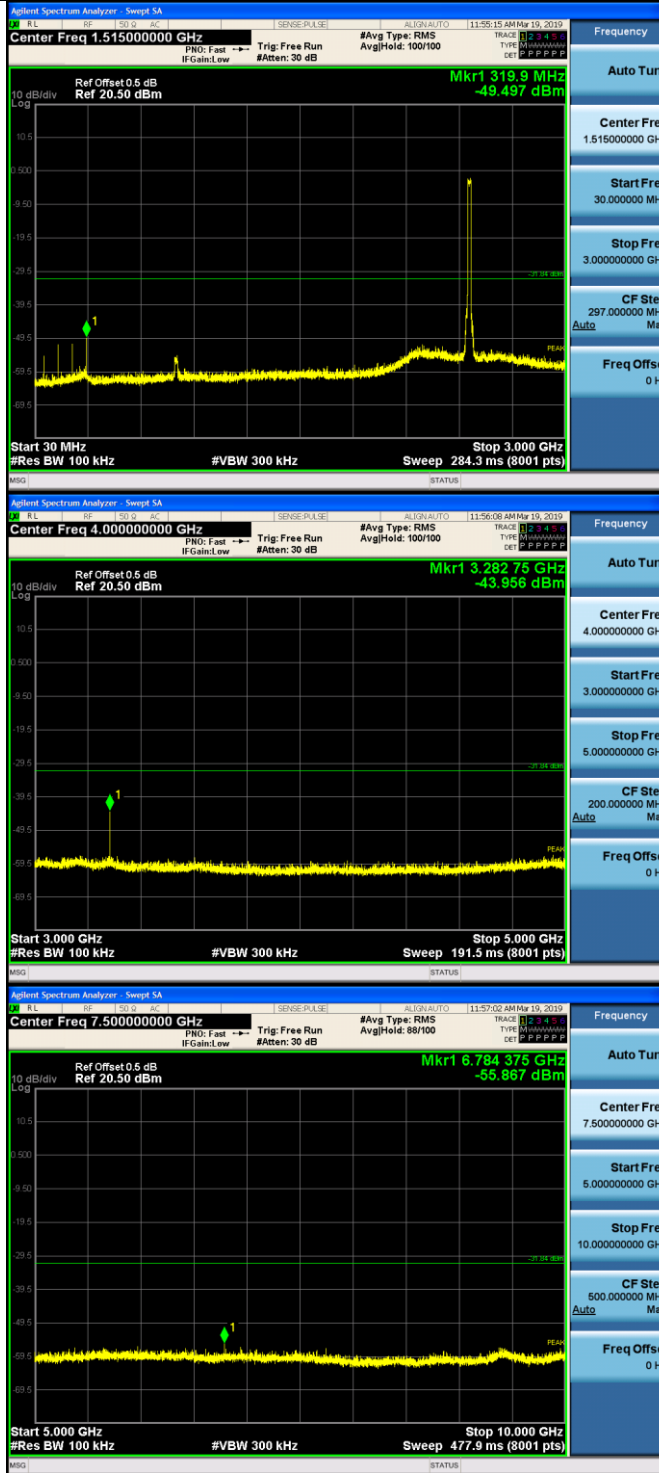 Agilent Spectrum Analyzer - Swept SA
RL RF 50 Ω AC SENSE:PULSE ALIGNAUTO 11:55:15 AM Mar 19, 2019
Center Freq 1.515000000 GHz
PNO: Fast Trig: Free Run
IFGain:Low #Atten: 30 dB
#Avg Type: RMS
Avg|Hold: 100/100
TRACE 1 2 3 4 5 6
TYPE M
DET P P P P P P
Frequency
Mkr1 319.9 MHz
-49.497 dBm
Ref Offset 0.5 dB
10 dB/div Ref 20.50 dBm
Log
10.5
0.500
-9.50
-19.5
-29.5
-39.5
-49.5
-59.5
-69.5
-21.84 dBm
1
PEAK
Start 30 MHz Stop 3.000 GHz
#Res BW 100 kHz #VBW 300 kHz Sweep 284.3 ms (8001 pts)
MSG STATUS
Auto Tun
Center Fre
1.515000000 GH
Start Fre
30.000000 MH
Stop Fre
3.000000000 GH
CF Ste
297.000000 MH
Auto Ma
Freq Offse
0 H
Agilent Spectrum Analyzer - Swept SA
RL RF 50 Ω AC SENSE:PULSE ALIGNAUTO 11:56:08 AM Mar 19, 2019
Center Freq 4.000000000 GHz
PNO: Fast Trig: Free Run
IFGain:Low #Atten: 30 dB
#Avg Type: RMS
Avg|Hold: 100/100
TRACE 1 2 3 4 5 6
TYPE M
DET P P P P P P
Frequency
Mkr1 3.282 75 GHz
-43.956 dBm
Ref Offset 0.5 dB
10 dB/div Ref 20.50 dBm
Log
10.5
0.500
-9.50
-19.5
-29.5
-39.5
-49.5
-59.5
-69.5
-21.84 dBm
1
PEAK
Start 3.000 GHz Stop 5.000 GHz
#Res BW 100 kHz #VBW 300 kHz Sweep 191.5 ms (8001 pts)
MSG STATUS
Auto Tun
Center Fre
4.000000000 GH
Start Fre
3.000000000 GH
Stop Fre
5.000000000 GH
CF Ste
200.000000 MH
Auto Ma
Freq Offse
0 H
Agilent Spectrum Analyzer - Swept SA
RL RF 50 Ω AC SENSE:PULSE ALIGNAUTO 11:57:02 AM Mar 19, 2019
Center Freq 7.500000000 GHz
PNO: Fast Trig: Free Run
IFGain:Low #Atten: 30 dB
#Avg Type: RMS
Avg|Hold: 88/100
TRACE 1 2 3 4 5 6
TYPE M
DET P P P P P P
Frequency
Mkr1 6.784 375 GHz
-55.867 dBm
Ref Offset 0.5 dB
10 dB/div Ref 20.50 dBm
Log
10.5
0.500
-9.50
-19.5
-29.5
-39.5
-49.5
-59.5
-69.5
-21.84 dBm
1
PEAK
Start 5.000 GHz Stop 10.000 GHz
#Res BW 100 kHz #VBW 300 kHz Sweep 477.9 ms (8001 pts)
MSG STATUS
Auto Tun
Center Fre
7.500000000 GH
Start Fre
5.000000000 GH
Stop Fre
10.000000000 GH
CF Ste
500.000000 MH
Auto Ma
Freq Offse
0 H